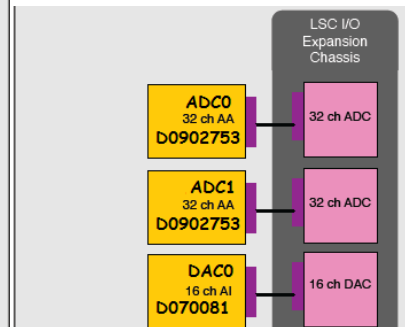 LSC I/O
Expansion
Chassis
ADC0
32 ch AA
D0902753
32 ch ADC
ADC1
32 ch AA
D0902753
32 ch ADC
DAC0
16 ch AI
D070081
16 ch DAC